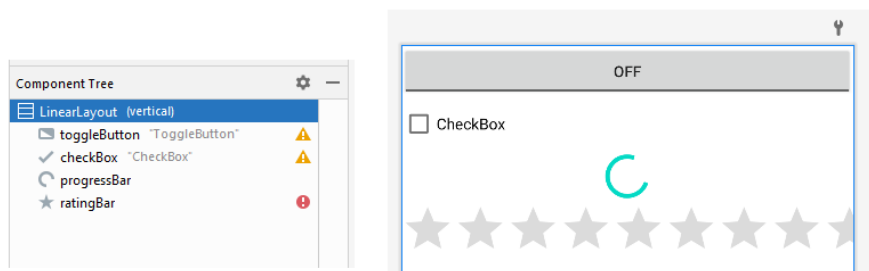 Component Tree
LinearLayout (vertical)
toggleButton "ToggleButton"
checkBox "CheckBox"
progressBar
ratingBar
OFF
CheckBox